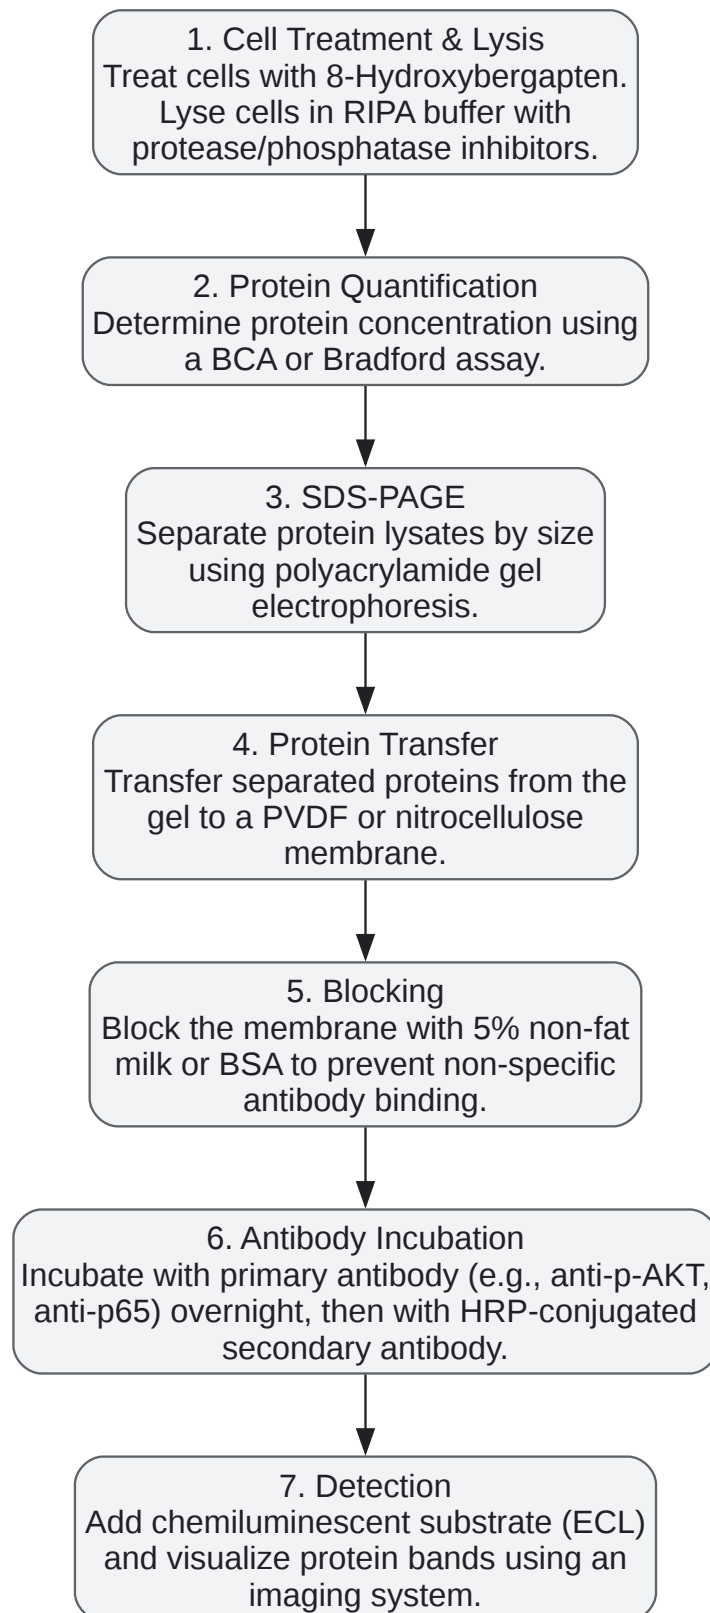 1. Cell Treatment & Lysis
Treat cells with 8-Hydroxybergapten.
Lyse cells in RIPA buffer with
protease/phosphatase inhibitors.
2. Protein Quantification
Determine protein concentration using
a BCA or Bradford assay.
3. SDS-PAGE
Separate protein lysates by size
using polyacrylamide gel
electrophoresis.
4. Protein Transfer
Transfer separated proteins from the
gel to a PVDF or nitrocellulose
membrane.
5. Blocking
Block the membrane with 5% non-fat
milk or BSA to prevent non-specific
antibody binding.
6. Antibody Incubation
Incubate with primary antibody (e.g., anti-p-AKT,
anti-p65) overnight, then with HRP-conjugated
secondary antibody.
7. Detection
Add chemiluminescent substrate (ECL)
and visualize protein bands using an
imaging system.